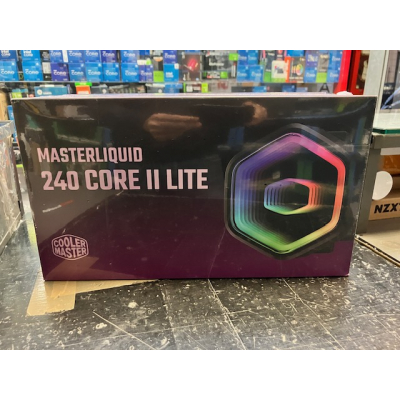 MASTERLIQUID
240 CORE II LITE
COOLER
MASTER
NZXT